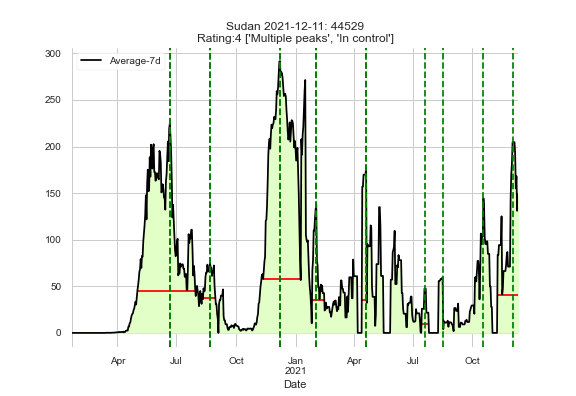 Sudan 2021-12-11: 44529
Rating:4 ['Multiple peaks', 'In control']
Average-7d
300
250
200
150
100
50
0
Apr Jul Oct Jan Apr Jul Oct
2021
Date